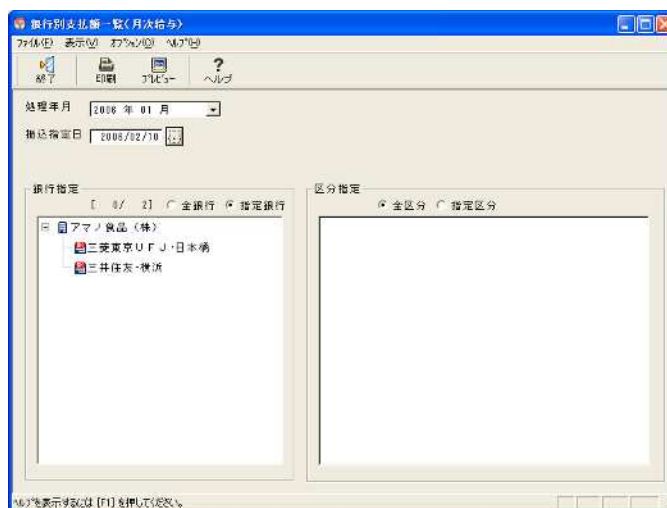 銀行別支払額一覧(月次給与)
ﾌｧｲﾙ(F) 表示(V) ｵﾌﾟｼｮﾝ(O) ﾍﾙﾌﾟ(H)
終了 印刷 ﾌﾟﾚﾋﾞｭｰ ヘルプ
処理年月 2006 年 01 月
振込指定日 2006/02/10
銀行指定
[ 0/ 2] 全銀行 指定銀行
アマノ食品(株)
三菱東京UFJ・日本橋
三井住友・横浜
区分指定
全区分 指定区分
ﾍﾙﾌﾟを表示するには [F1] を押してください。